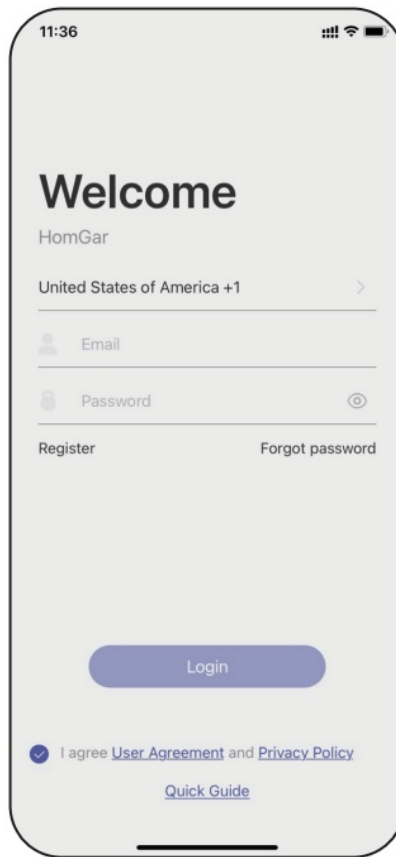 11:36
Welcome
HomGar
United States of America +1
Email
Password
Register Forgot password
Login
I agree User Agreement and Privacy Policy
Quick Guide